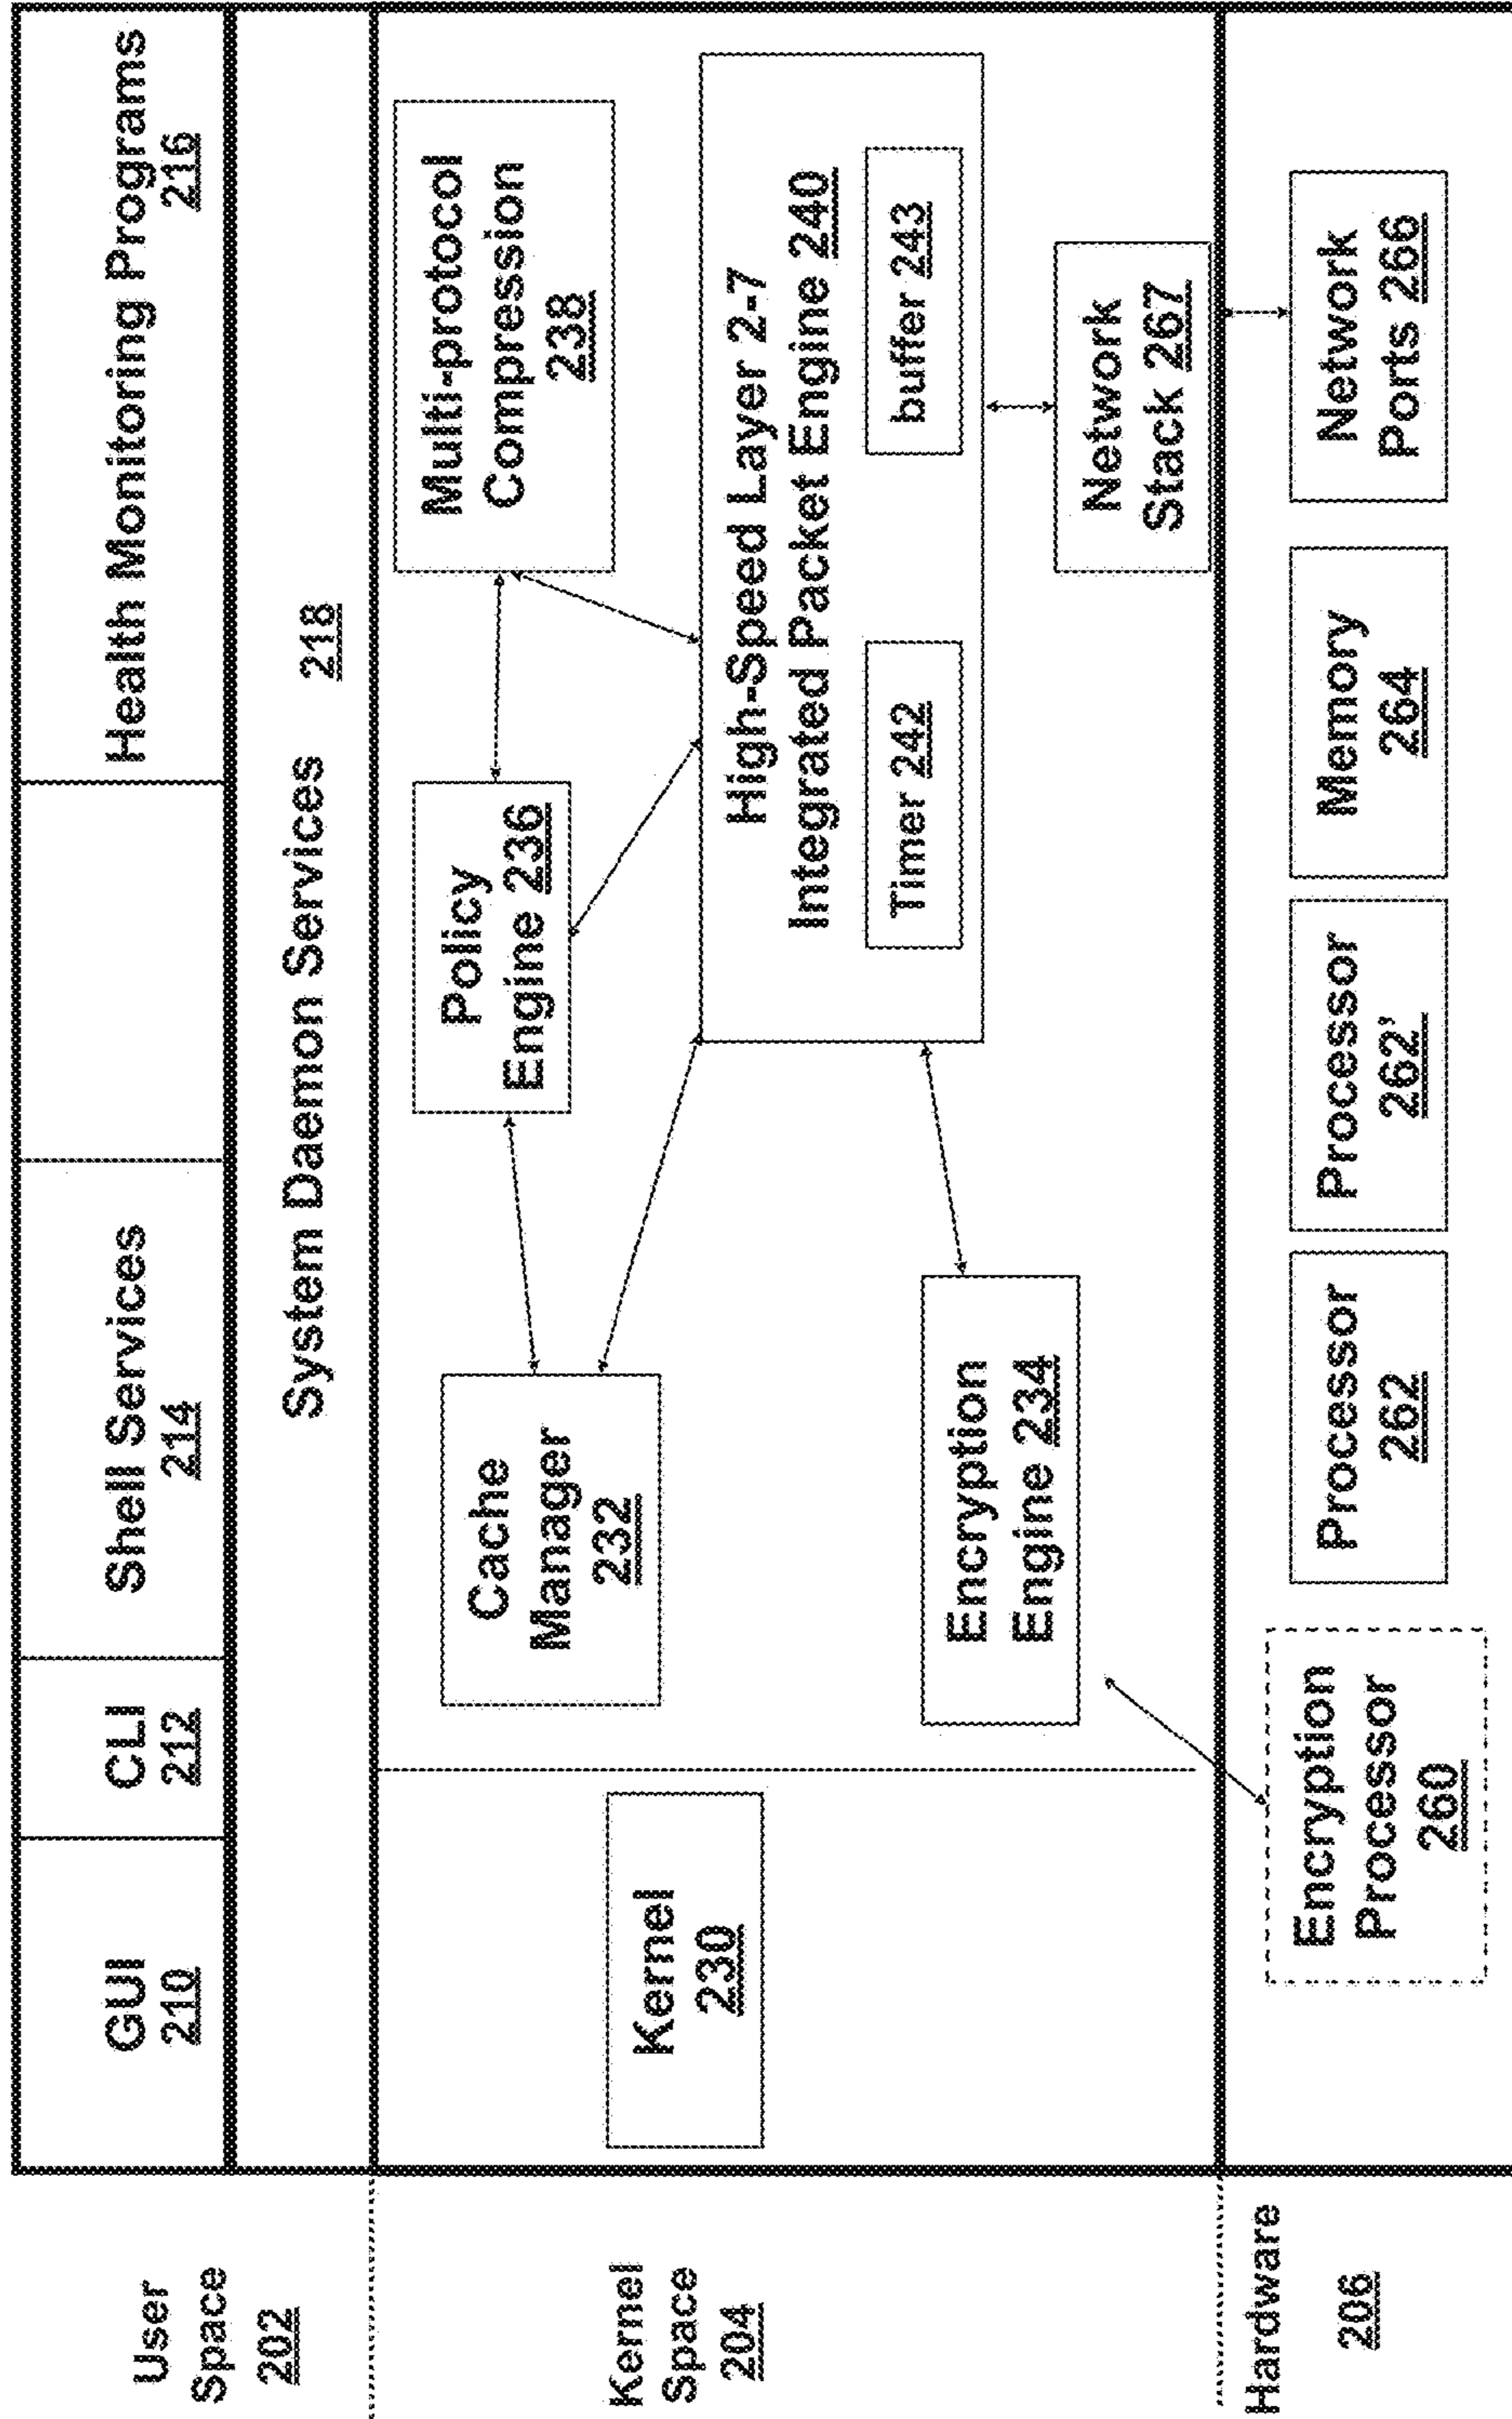 User
Space
202
GUI
210
CLI
212
Shell Services
214
Health Monitoring Programs
216
System Daemon Services 218
Kernel
Space
204
Kernel
230
Cache
Manager
232
Policy
Engine 236
Multi-protocol
Compression
238
High-Speed Layer 2-7
Integrated Packet Engine 240
Timer 242
buffer 243
Encryption
Engine 234
Network
Stack 267
Hardware
206
Encryption
Processor
260
Processor
262
Processor
262'
Memory
264
Network
Ports 266